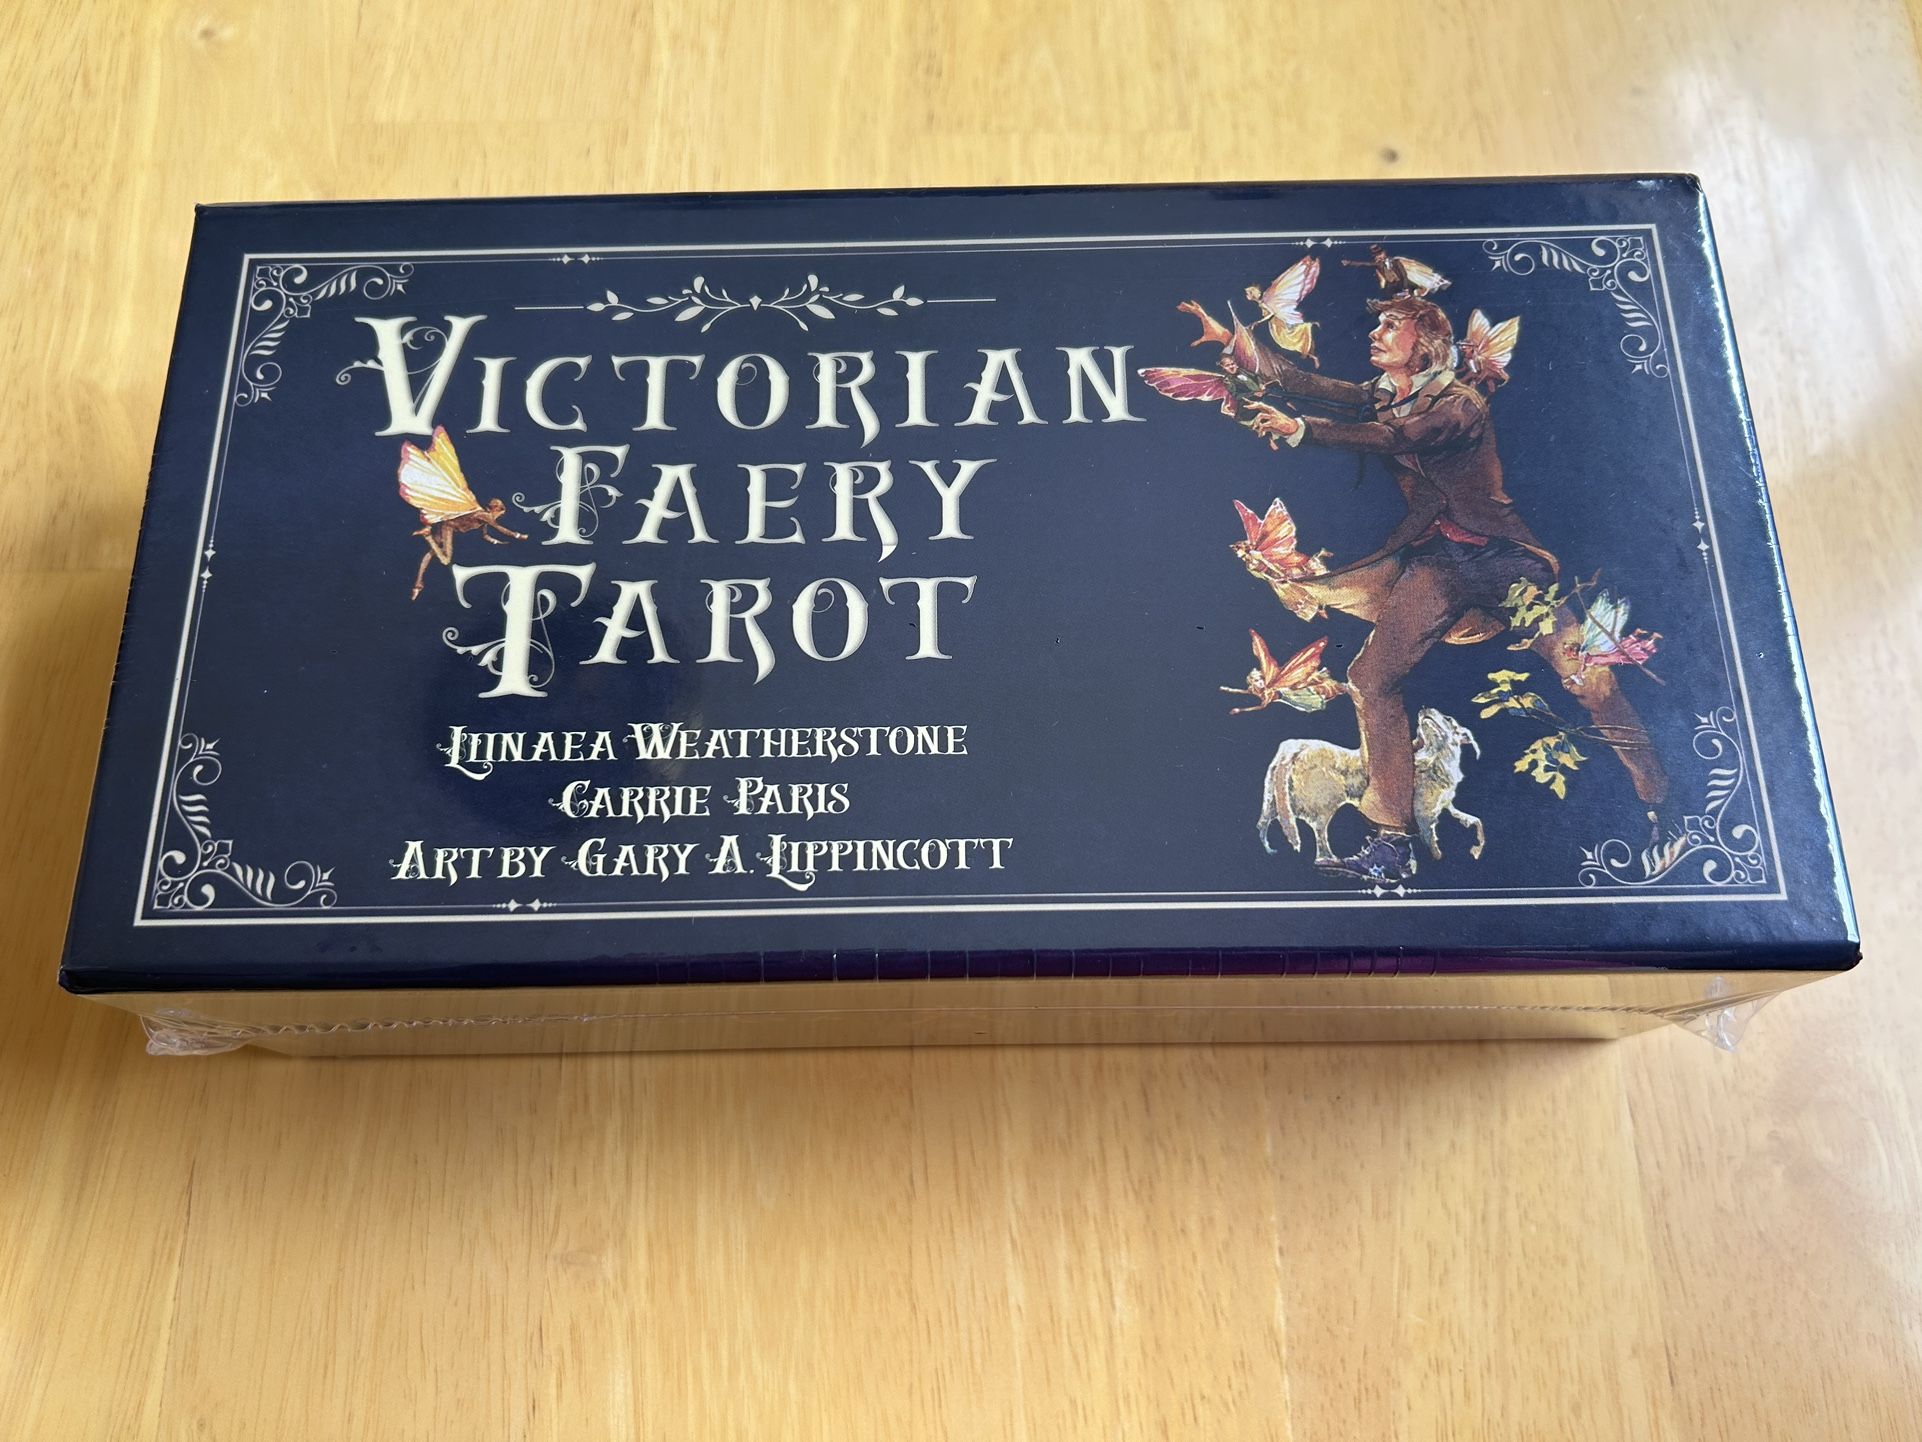 VICTORIAN
FAERY
TAROT
LUNAEA WEATHERSTONE
CARRIE PARIS
ART BY GARY A. LIPPINCOTT